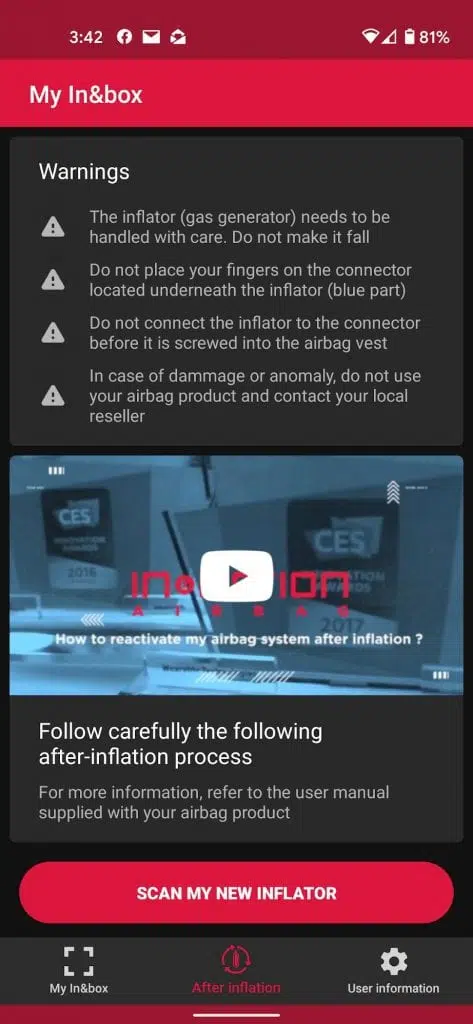 3:42
81%
My In&box
Warnings
The inflator (gas generator) needs to be
handled with care. Do not make it fall
Do not place your fingers on the connector
located underneath the inflator (blue part)
Do not connect the inflator to the connector
before it is screwed into the airbag vest
In case of dammage or anomaly, do not use
your airbag product and contact your local
reseller
CES
2016
CES
INNOVATION
AWARDS
2017
AIRBAG
How to reactivate my airbag system after inflation ?
Follow carefully the following
after-inflation process
For more information, refer to the user manual
supplied with your airbag product
SCAN MY NEW INFLATOR
My In&box
After inflation
User information